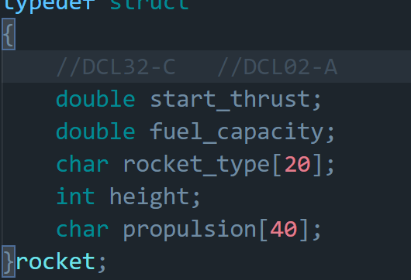 typedef struct
{
//DCL32-C //DCL02-A
double start_thrust;
double fuel_capacity;
char rocket_type[20];
int height;
char propulsion[40];
}rocket;